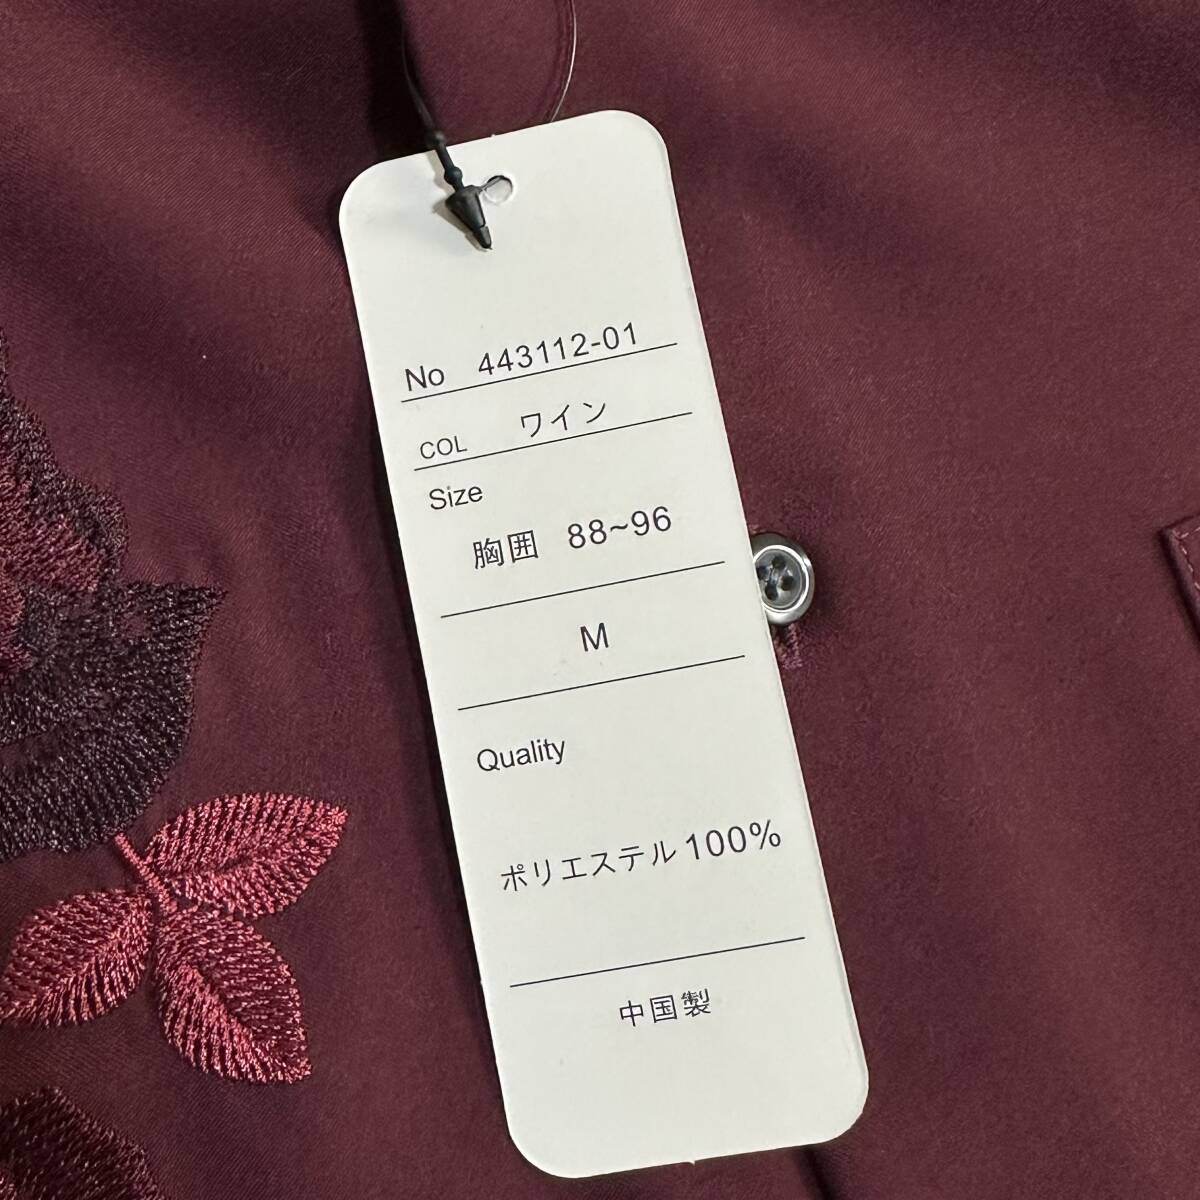 No 443112-01
COL ワイン
Size
胸囲 88~96
M
Quality
ポリエステル100%
中国製